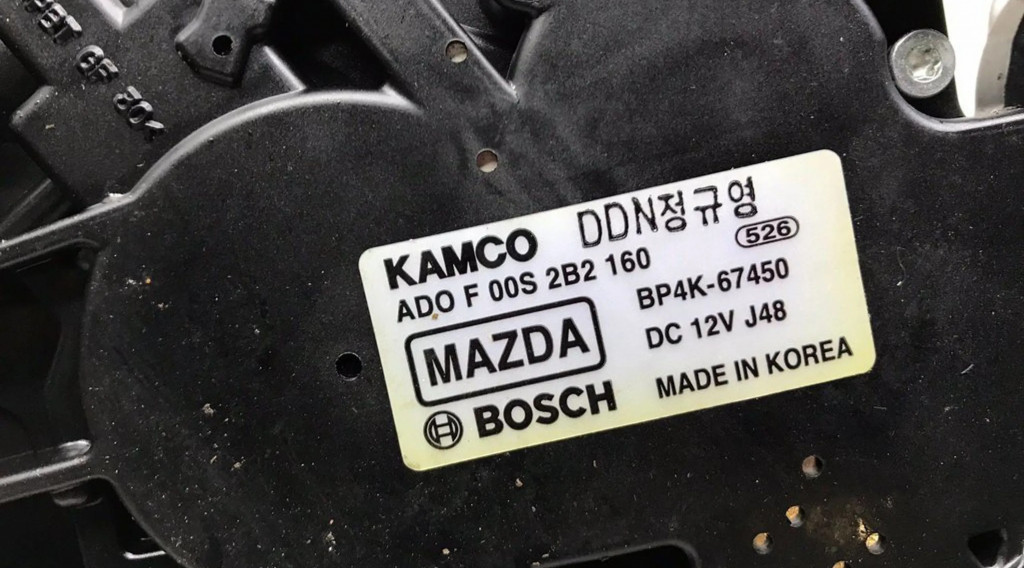 KAMCO DDN정규영
ADO F 00S 2B2 160 526
MAZDA BP4K-67450
DC 12V J48
BOSCH MADE IN KOREA